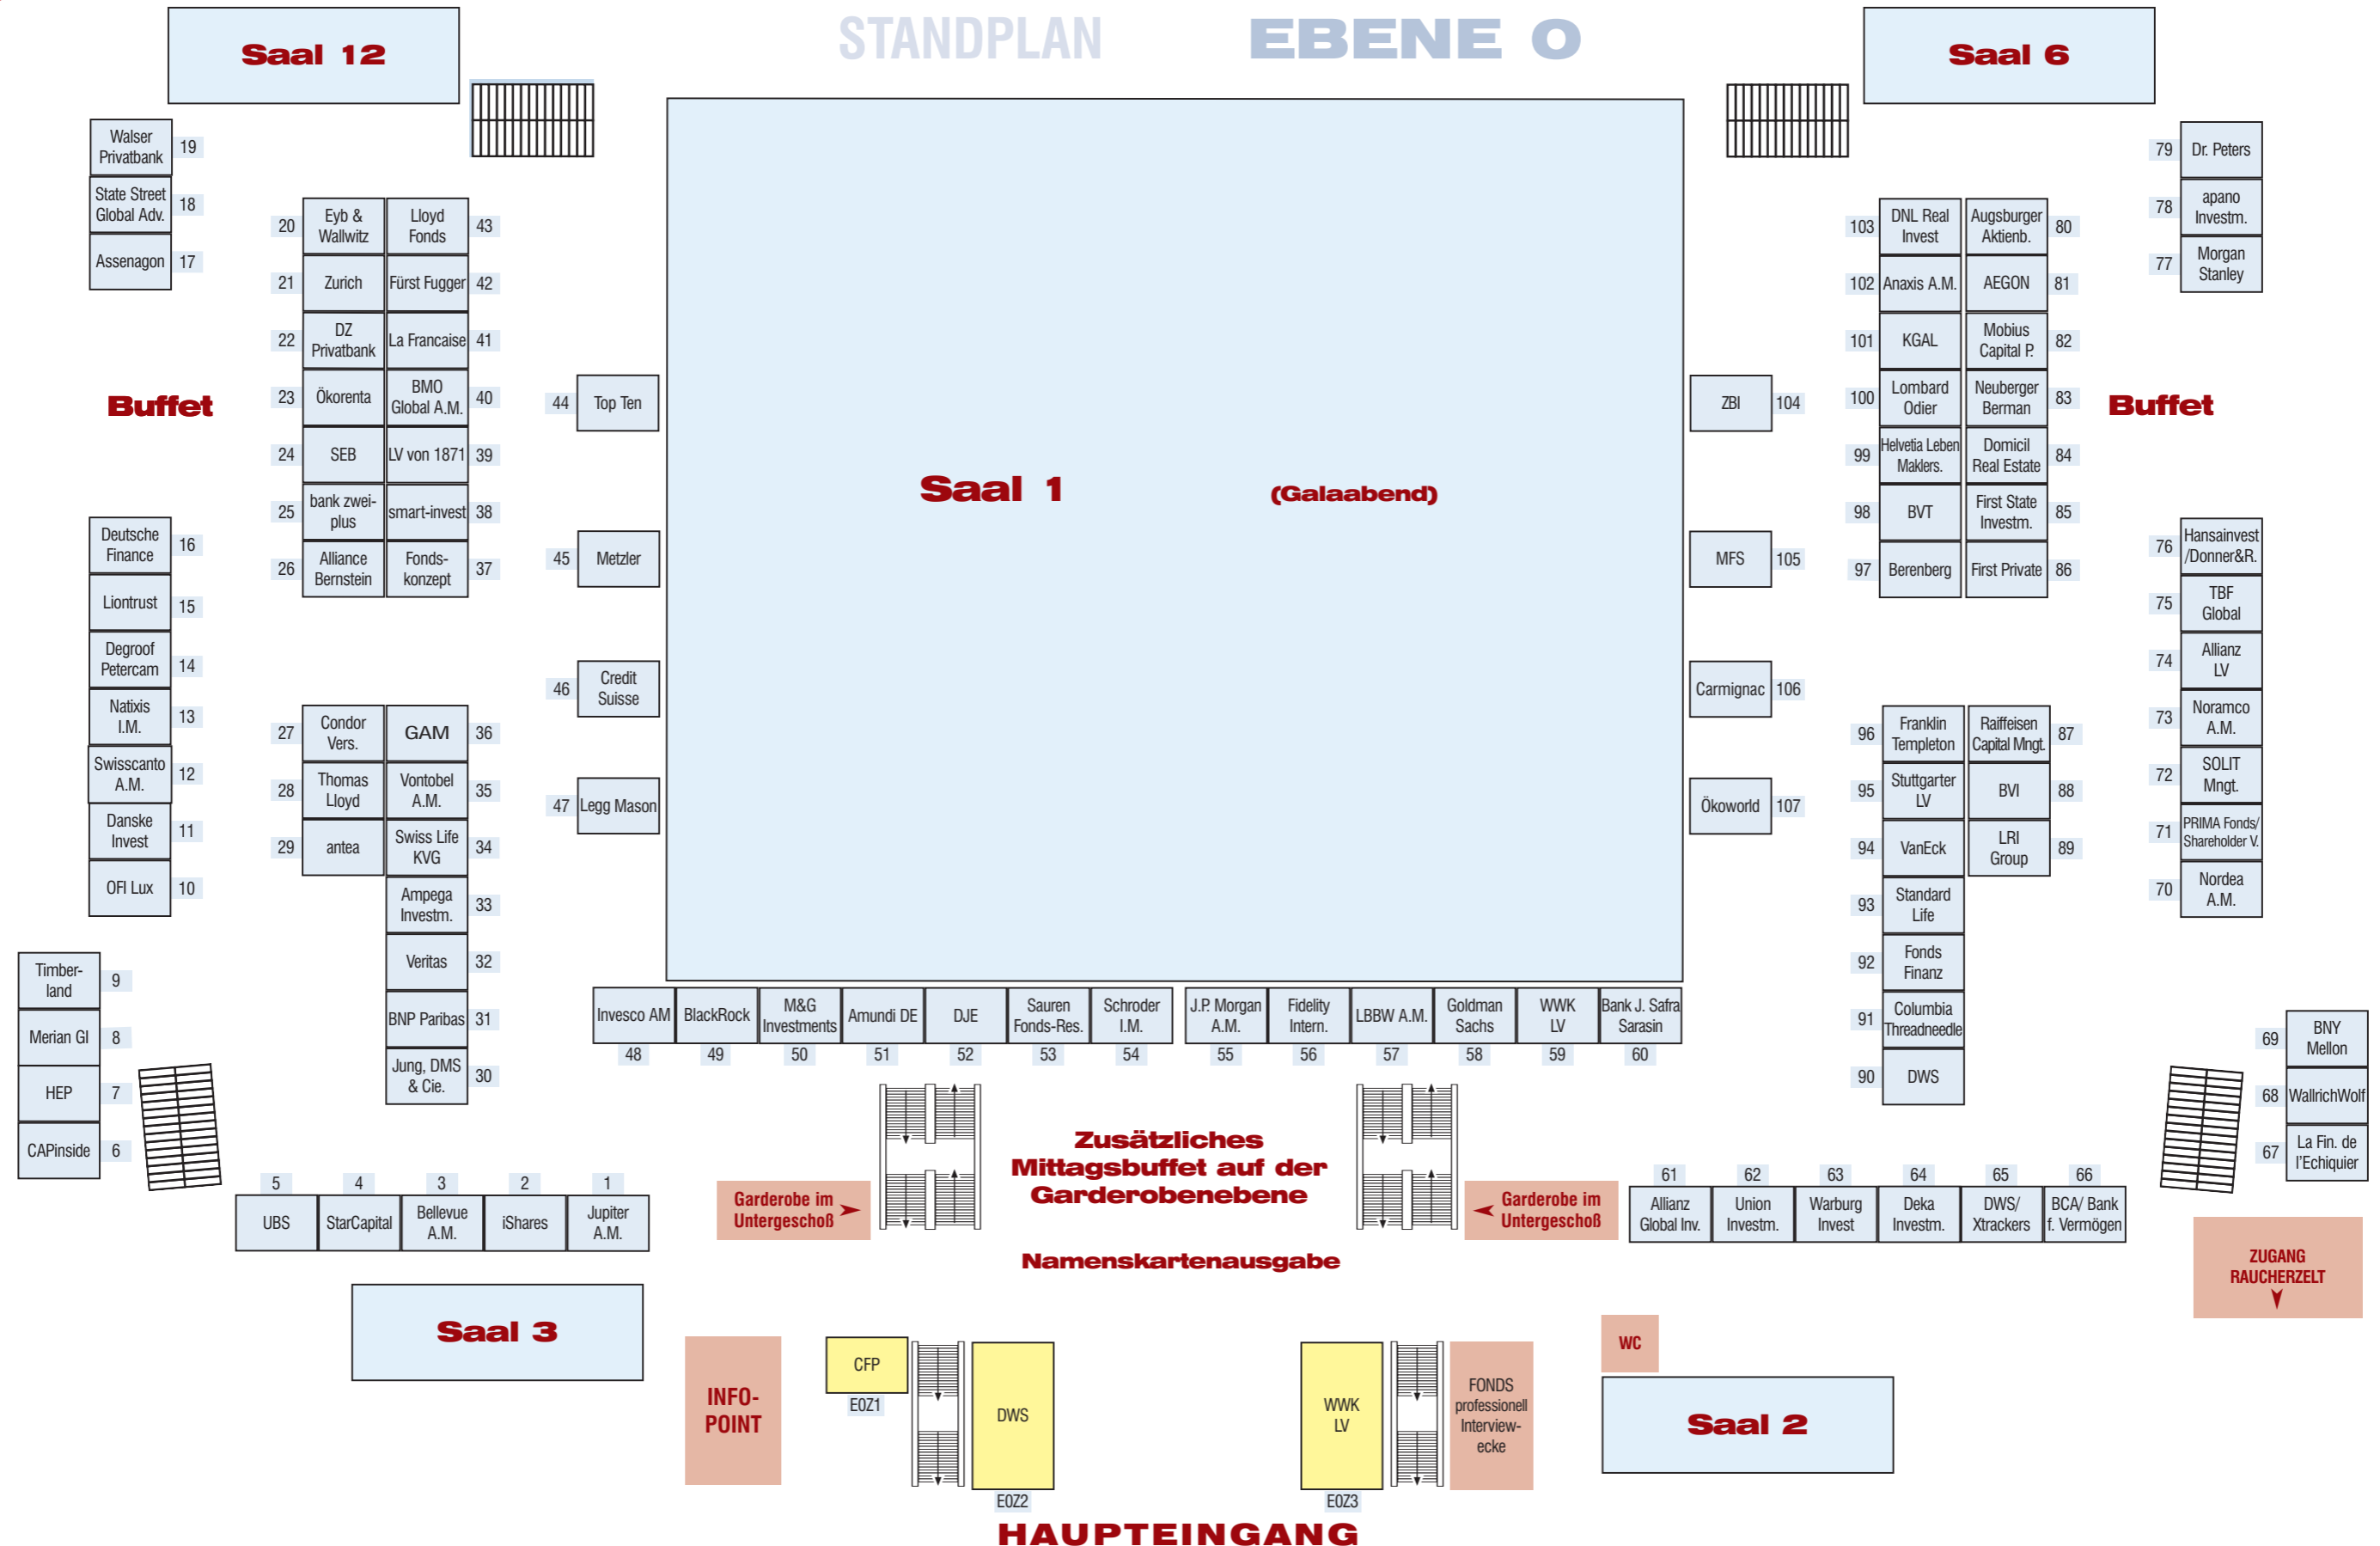 STANDPLAN EBENE 0
Saal 12
Saal 6
Walser
Privatbank
19
State Street
Global Adv.
18
Assenagon
17
20
Eyb &
Wallwitz
Lloyd
Fonds
43
21
Zurich
Fürst Fugger
42
22
DZ
Privatbank
La Francaise
41
23
Ökorenta
BMO
Global A.M.
40
24
SEB
LV von 1871
39
25
bank zwei-
plus
smart-invest
38
26
Alliance
Bernstein
Fonds-
konzept
37
Buffet
Deutsche
Finance
16
Liontrust
15
Degroof
Petercam
14
Natixis
I.M.
13
Swisscanto
A.M.
12
Danske
Invest
11
OFI Lux
10
27
Condor
Vers.
GAM
36
28
Thomas
Lloyd
Vontobel
A.M.
35
29
antea
Swiss Life
KVG
34
Ampega
Investm.
33
Veritas
32
BNP Paribas
31
Jung, DMS
& Cie.
30
Timber-
land
9
Merian GI
8
HEP
7
CAPinside
6
44
Top Ten
45
Metzler
46
Credit
Suisse
47
Legg Mason
Saal 1
(Galaabend)
ZBI
104
MFS
105
Carmignac
106
Ökoworld
107
103
DNL Real
Invest
Augsburger
Aktienb.
80
102
Anaxis A.M.
AEGON
81
101
KGAL
Mobius
Capital P.
82
100
Lombard
Odier
Neuberger
Berman
83
99
Helvetia Leben
Maklers.
Domicil
Real Estate
84
98
BVT
First State
Investm.
85
97
Berenberg
First Private
86
79
Dr. Peters
78
apano
Investm.
77
Morgan
Stanley
Buffet
76
Hansainvest
/Donner&R.
75
TBF
Global
74
Allianz
LV
73
Noramco
A.M.
72
SOLIT
Mngt.
71
PRIMA Fonds/
Shareholder V.
70
Nordea
A.M.
96
Franklin
Templeton
Raiffeisen
Capital Mngt.
87
95
Stuttgarter
LV
BVI
88
94
VanEck
LRI
Group
89
93
Standard
Life
92
Fonds
Finanz
91
Columbia
Threadneedle
90
DWS
69
BNY
Mellon
68
WallrichWolf
67
La Fin. de
l'Echiquier
Invesco AM
48
BlackRock
49
M&G
Investments
50
Amundi DE
51
DJE
52
Sauren
Fonds-Res.
53
Schroder
I.M.
54
J.P. Morgan
A.M.
55
Fidelity
Intern.
56
LBBW A.M.
57
Goldman
Sachs
58
WWK
LV
59
Bank J. Safra
Sarasin
60
5
UBS
4
StarCapital
3
Bellevue
A.M.
2
iShares
1
Jupiter
A.M.
Garderobe im
Untergeschoß
Zusätzliches
Mittagsbuffet auf der
Garderobenebene
Garderobe im
Untergeschoß
61
Allianz
Global Inv.
62
Union
Investm.
63
Warburg
Invest
64
Deka
Investm.
65
DWS/
Xtrackers
66
BCA/ Bank
f. Vermögen
Namenskartenausgabe
ZUGANG
RAUCHERZELT
Saal 3
INFO-
POINT
CFP
E0Z1
DWS
E0Z2
WWK
LV
E0Z3
FONDS
professionell
Interview-
ecke
WC
Saal 2
HAUPTEINGANG